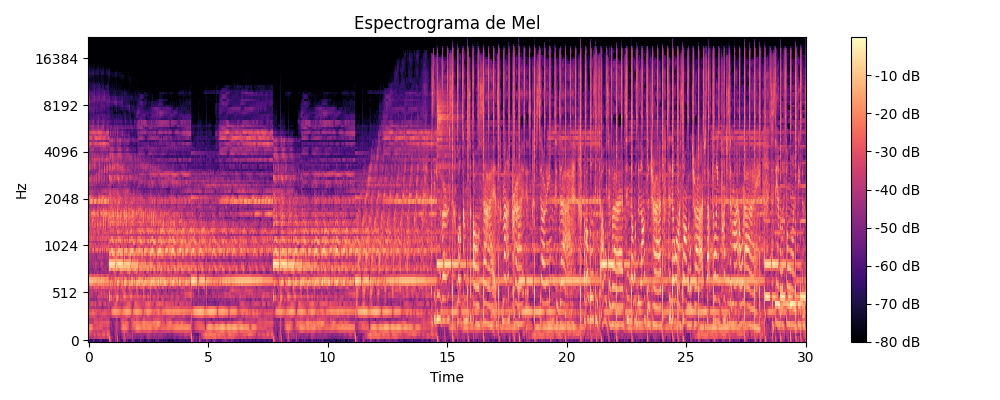 Espectrograma de Mel
Hz
16384
8192
4096
2048
1024
512
0
0 5 10 15 20 25 30
Time
-10 dB
-20 dB
-30 dB
-40 dB
-50 dB
-60 dB
-70 dB
-80 dB